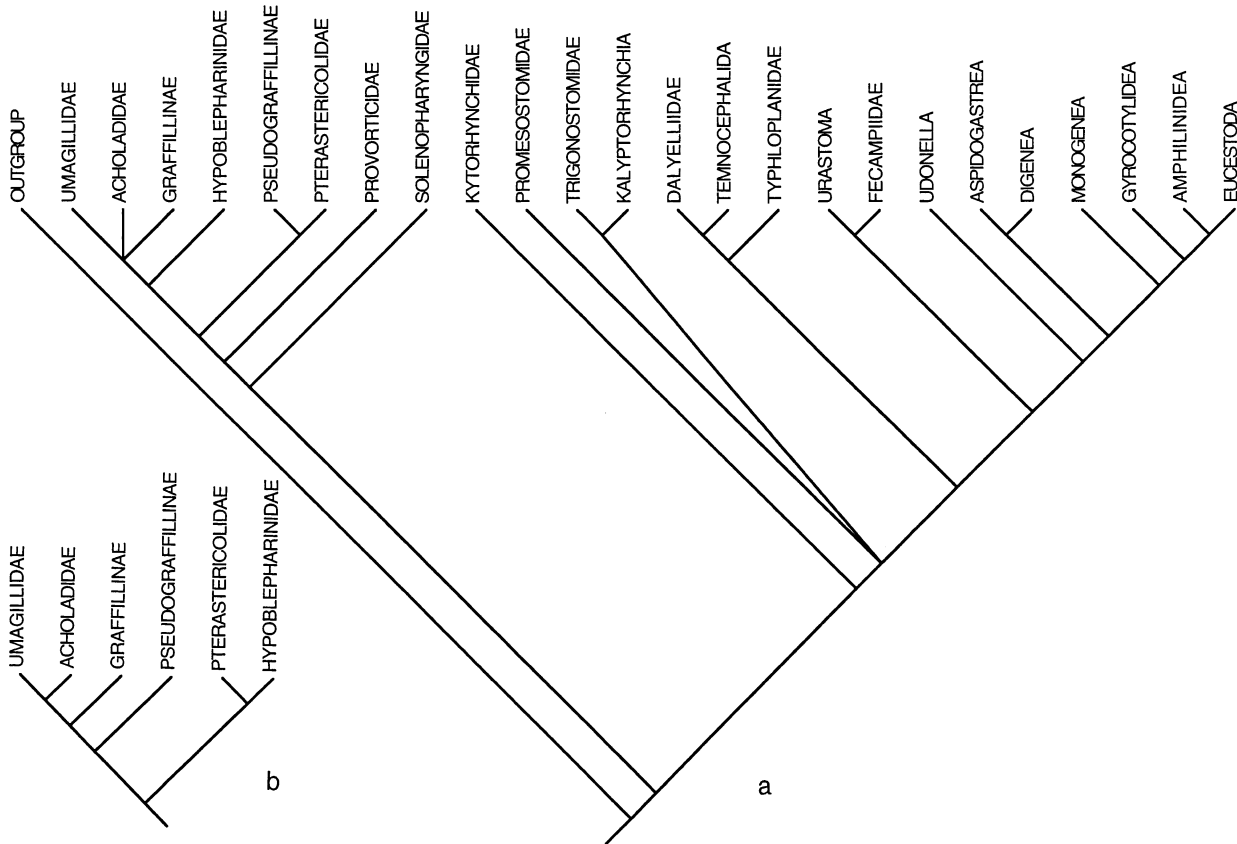 OUTGROUP
UMAGILLIDAE
ACHOLADIDAE
GRAFFILLINAE
HYPOBLEPHARINIDAE
PSEUDOGRAFFILLINAE
PTERASTERICOLIDAE
PROVORTICIDAE
SOLENOPHARYNGIDAE
KYTORHYNCHIDAE
PROMESOSTOMIDAE
TRIGONOSTOMIDAE
KALYPTORHYNCHIA
DALYELLIIDAE
TEMNOCEPHALIDA
TYPHLOPLANIDAE
URASTOMA
FECAMPIIDAE
UDONELLA
ASPIDOGASTREA
DIGENEA
MONOGENEA
GYROCOTYLIDEA
AMPHILINIDEA
EUCESTODA
UMAGILLIDAE
ACHOLADIDAE
GRAFFILLINAE
PSEUDOGRAFFILLINAE
PTERASTERICOLIDAE
HYPOBLEPHARINIDAE
b
a